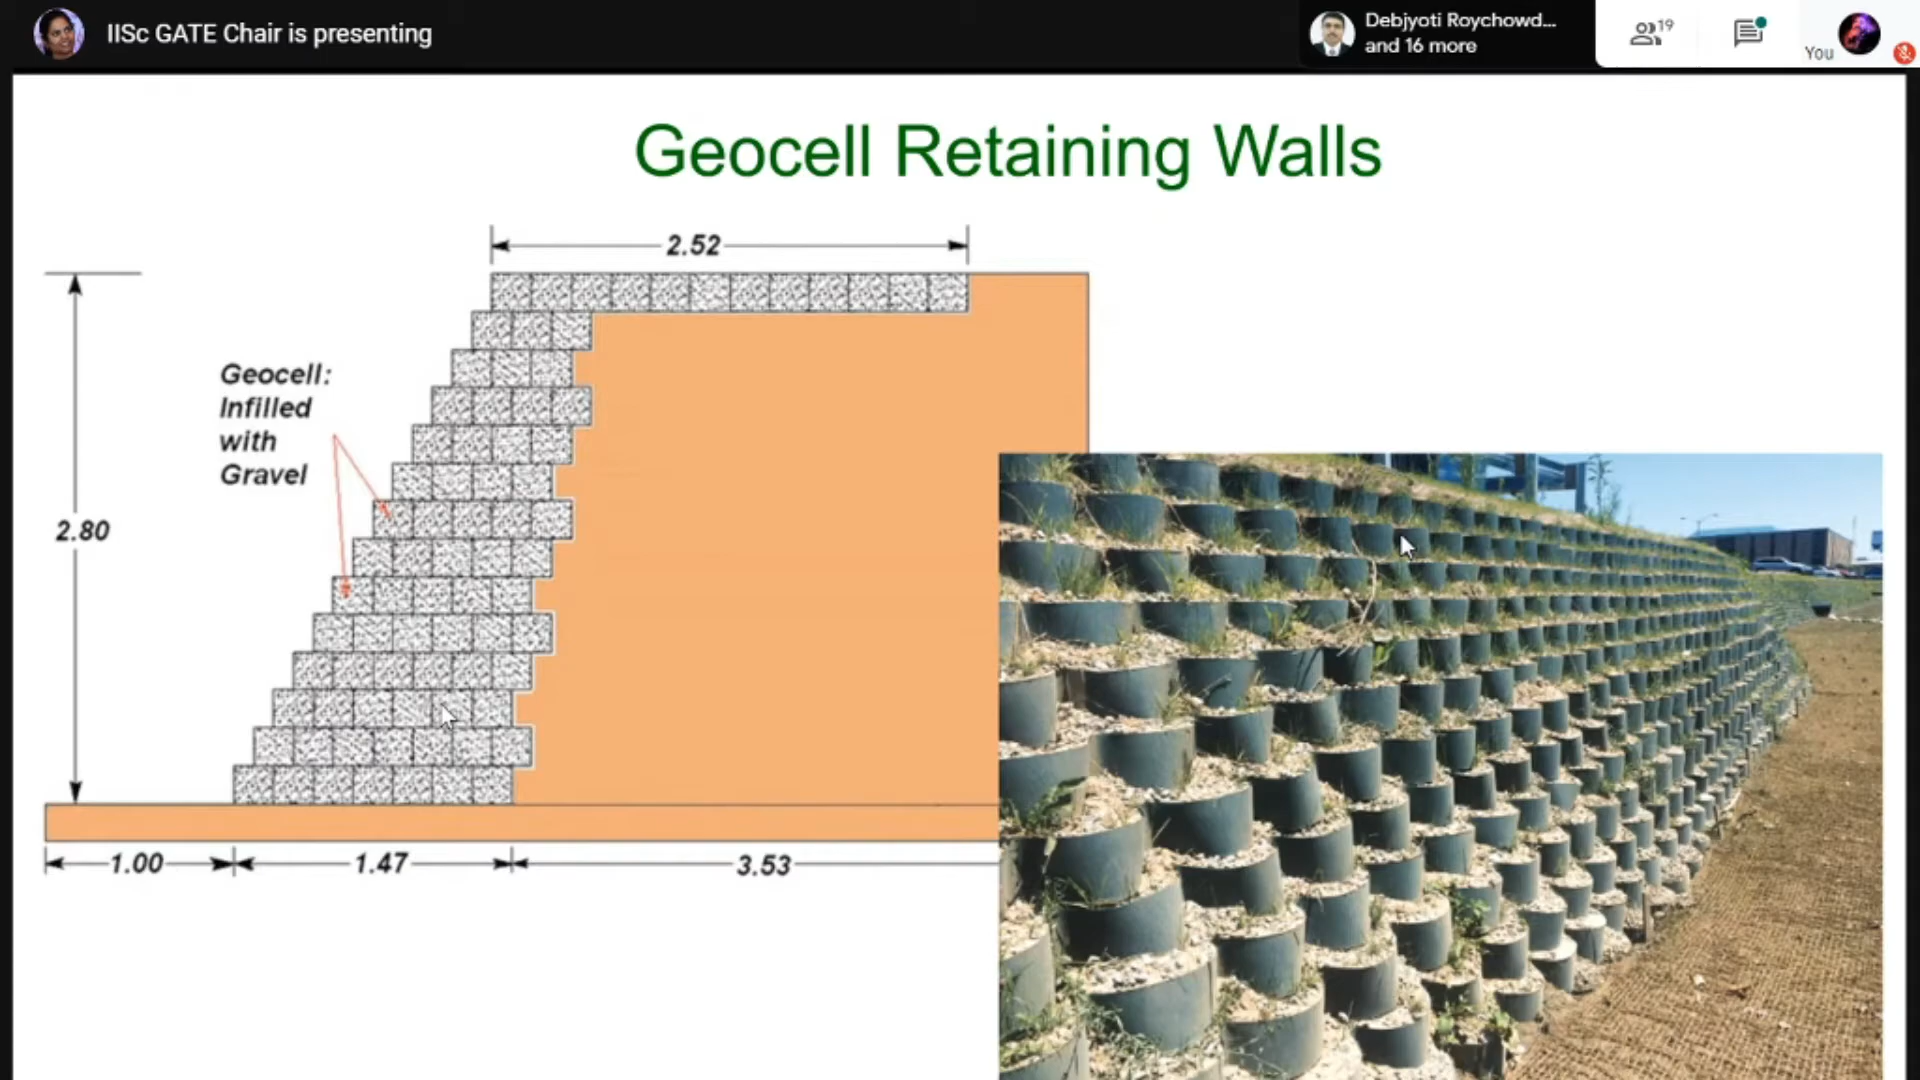 IISc GATE Chair is presenting
Debjyoti Roychowd...
and 16 more
19
You
Geocell Retaining Walls
2.52
Geocell:
Infilled
with
Gravel
2.80
1.00
1.47
3.53